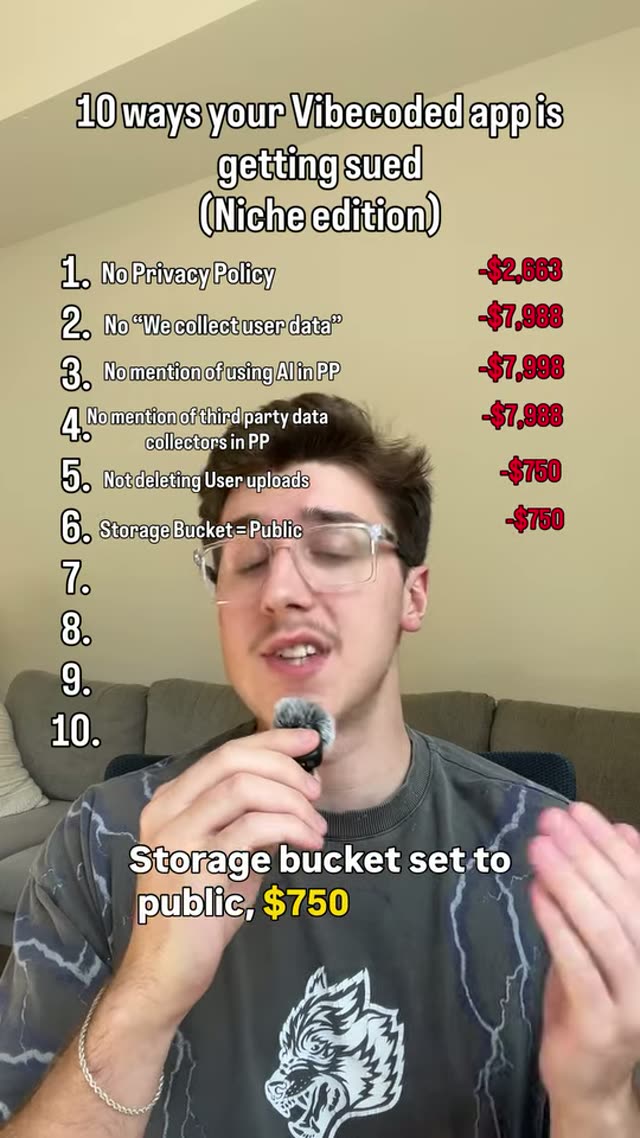 10 ways your Vibecoded app is
getting sued
(Niche edition)
1. No Privacy Policy -$2,663
2. No “We collect user data” -$7,988
3. No mention of using AI in PP -$7,998
4. No mention of third party data
collectors in PP -$7,988
5. Not deleting User uploads -$750
6. Storage Bucket = Public -$750
7.
8.
9.
10.
Storage bucket set to
public, $750